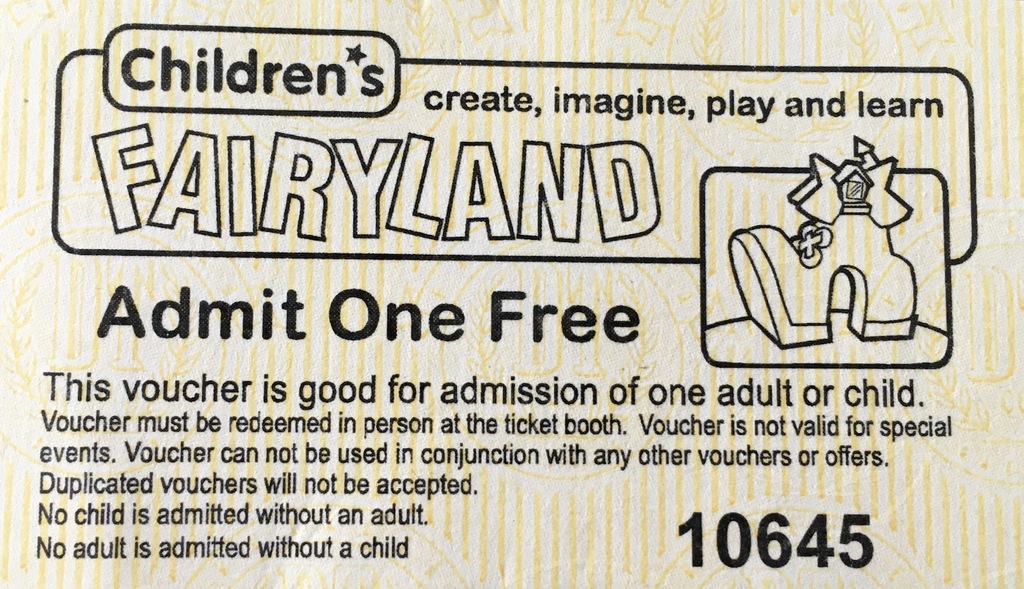 Children's
create, imagine, play and learn
FAIRYLAND
Admit One Free
This voucher is good for admission of one adult or child.
Voucher must be redeemed in person at the ticket booth. Voucher is not valid for special
events. Voucher can not be used in conjunction with any other vouchers or offers.
Duplicated vouchers will not be accepted.
No child is admitted without an adult.
No adult is admitted without a child
10645